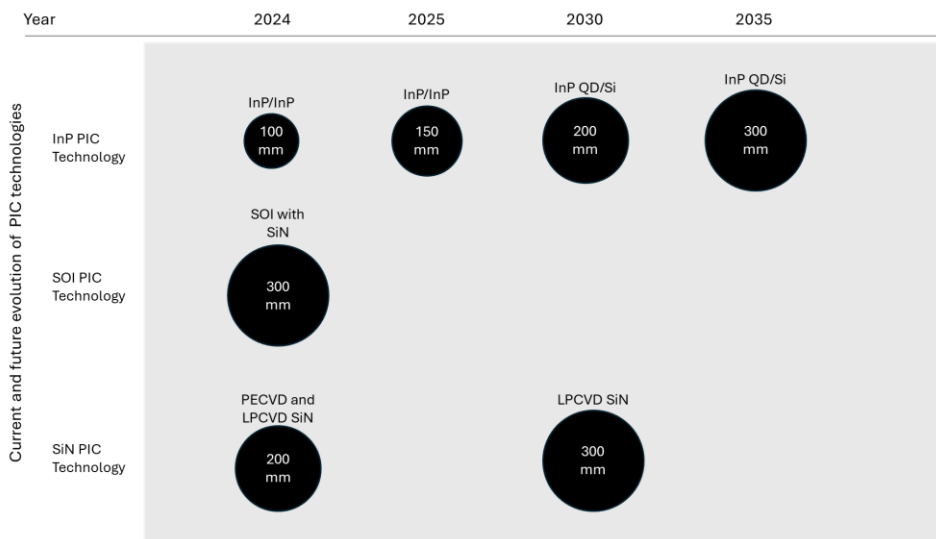 Year 2024 2025 2030 2035
Current and future evolution of PIC technologies
InP PIC
Technology
InP/InP
100
mm
InP/InP
150
mm
InP QD/Si
200
mm
InP QD/Si
300
mm
SOI PIC
Technology
SOI with
SiN
300
mm
SiN PIC
Technology
PECVD and
LPCVD SiN
200
mm
LPCVD SiN
300
mm